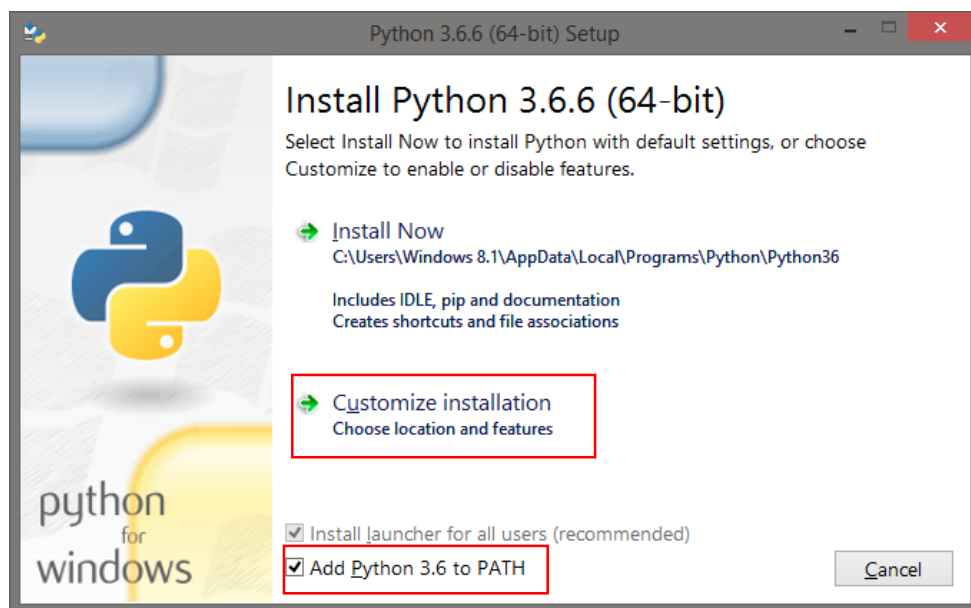 Python 3.6.6 (64-bit) Setup
Install Python 3.6.6 (64-bit)
Select Install Now to install Python with default settings, or choose
Customize to enable or disable features.
Install Now
C:\Users\Windows 8.1\AppData\Local\Programs\Python\Python36
Includes IDLE, pip and documentation
Creates shortcuts and file associations
Customize installation
Choose location and features
python
for
windows
Install launcher for all users (recommended)
Add Python 3.6 to PATH
Cancel